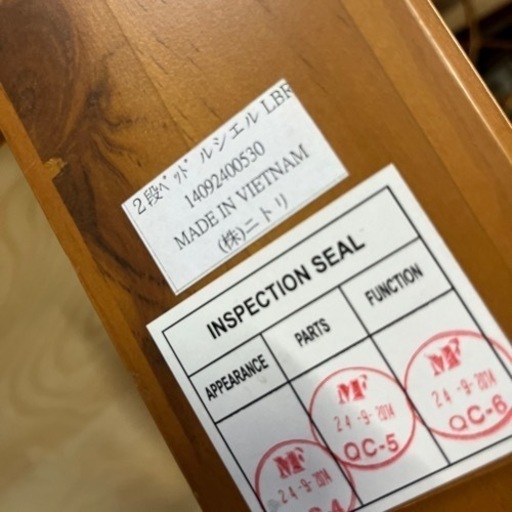 2段ﾍﾞｯﾄﾞ ルシエル LBR
14092400530
MADE IN VIETNAM
(株)ニトリ
INSPECTION SEAL
APPEARANCE PARTS FUNCTION
MF MF MF
24-9-2014 24-9-2014 24-9-2014
QC-5 QC-6